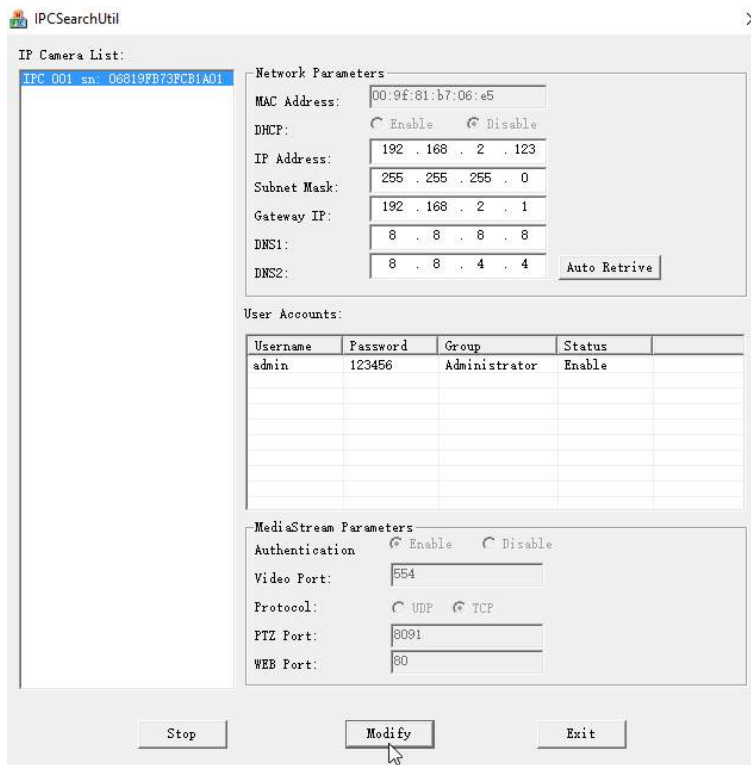 IPCSearchUtil
IP Camera List:
IPC 001 sn: 06819FB73FCB1A01
Network Parameters
MAC Address: 00:9f:81:b7:06:e5
DHCP: Enable Disable
IP Address: 192 . 168 . 2 . 123
Subnet Mask: 255 . 255 . 255 . 0
Gateway IP: 192 . 168 . 2 . 1
DNS1: 8 . 8 . 8 . 8
DNS2: 8 . 8 . 4 . 4 Auto Retrive
User Accounts:
Username Password Group Status
admin 123456 Administrator Enable
MediaStream Parameters
Authentication Enable Disable
Video Port: 554
Protocol: UDP TCP
PTZ Port: 8091
WEB Port: 80
Stop Modify Exit